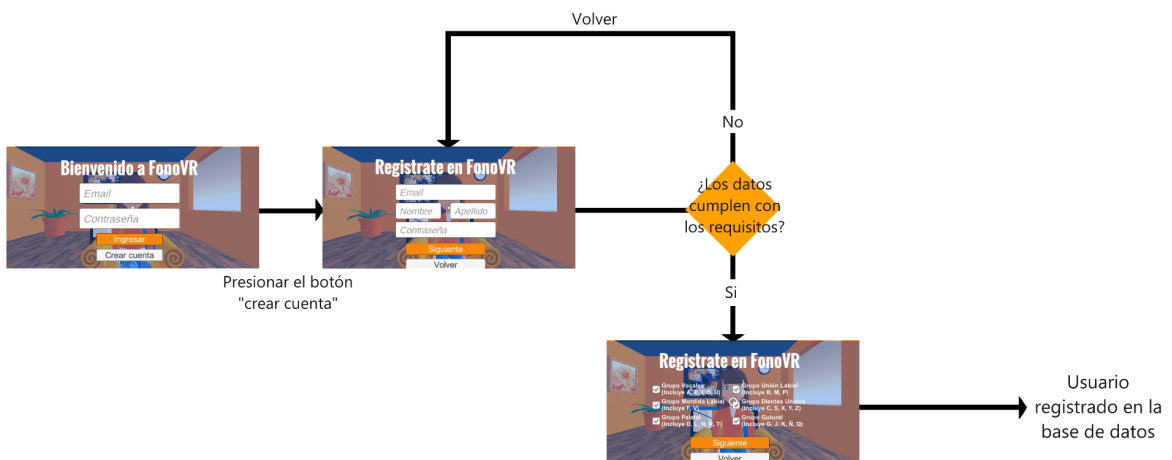 Volver
No
Bienvenido a FonoVR
Email
Contraseña
Ingresar
Crear cuenta
Presionar el botón
"crear cuenta"
Registrate en FonoVR
Email
Nombre
Apellido
Contraseña
Siguiente
Volver
¿Los datos
cumplen con
los requisitos?
Si
Registrate en FonoVR
Grupo Vocales
(Incluye A, E, I, O, U)
Grupo Unión Labial
(Incluye B, M, P)
Grupo Mordida Labial
(Incluye F, V)
Grupo Dientes Unidos
(Incluye C, S, X, Y, Z)
Grupo Palatal
(Incluye D, L, N, R, T)
Grupo Gutural
(Incluye G, J, K, Ñ, Q)
Siguiente
Volver
Usuario
registrado en la
base de datos